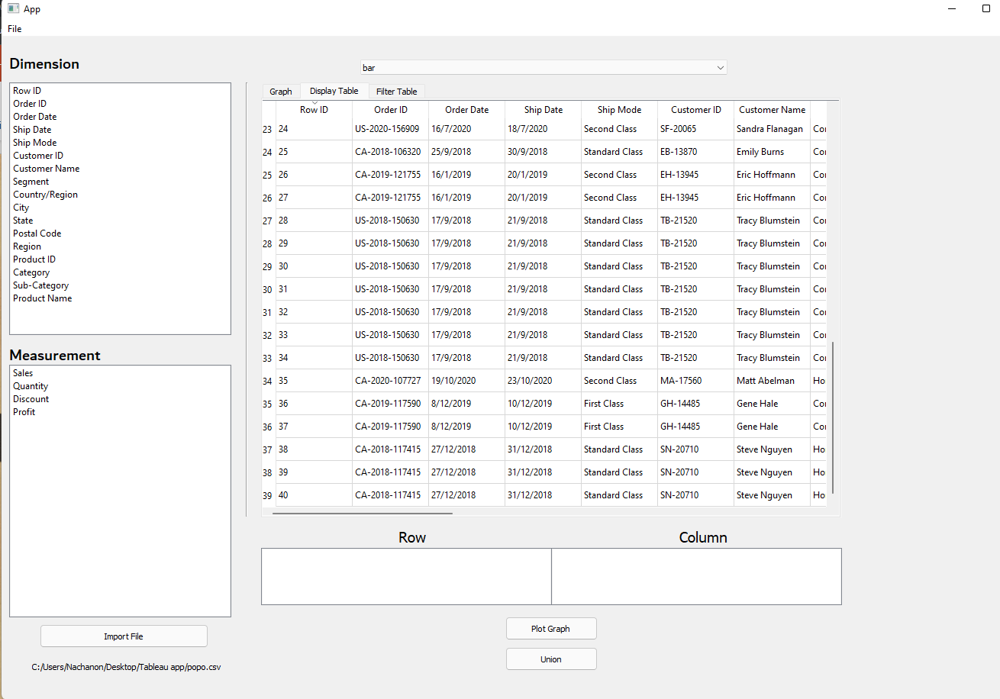 App
File
Dimension
bar
Row ID
Order ID
Order Date
Ship Date
Ship Mode
Customer ID
Customer Name
Segment
Country/Region
City
State
Postal Code
Region
Product ID
Category
Sub-Category
Product Name
Measurement
Sales
Quantity
Discount
Profit
Import File
C:/Users/Nachanon/Desktop/Tableau app/popo.csv
Graph Display Table Filter Table
Row ID Order ID Order Date Ship Date Ship Mode Customer ID Customer Name
23 24 US-2020-156909 16/7/2020 18/7/2020 Second Class SF-20065 Sandra Flanagan Cor
24 25 CA-2018-106320 25/9/2018 30/9/2018 Standard Class EB-13870 Emily Burns Cor
25 26 CA-2019-121755 16/1/2019 20/1/2019 Second Class EH-13945 Eric Hoffmann Cor
26 27 CA-2019-121755 16/1/2019 20/1/2019 Second Class EH-13945 Eric Hoffmann Cor
27 28 US-2018-150630 17/9/2018 21/9/2018 Standard Class TB-21520 Tracy Blumstein Cor
28 29 US-2018-150630 17/9/2018 21/9/2018 Standard Class TB-21520 Tracy Blumstein Cor
29 30 US-2018-150630 17/9/2018 21/9/2018 Standard Class TB-21520 Tracy Blumstein Cor
30 31 US-2018-150630 17/9/2018 21/9/2018 Standard Class TB-21520 Tracy Blumstein Cor
31 32 US-2018-150630 17/9/2018 21/9/2018 Standard Class TB-21520 Tracy Blumstein Cor
32 33 US-2018-150630 17/9/2018 21/9/2018 Standard Class TB-21520 Tracy Blumstein Cor
33 34 US-2018-150630 17/9/2018 21/9/2018 Standard Class TB-21520 Tracy Blumstein Cor
34 35 CA-2020-107727 19/10/2020 23/10/2020 Second Class MA-17560 Matt Abelman Ho
35 36 CA-2019-117590 8/12/2019 10/12/2019 First Class GH-14485 Gene Hale Cor
36 37 CA-2019-117590 8/12/2019 10/12/2019 First Class GH-14485 Gene Hale Cor
37 38 CA-2018-117415 27/12/2018 31/12/2018 Standard Class SN-20710 Steve Nguyen Ho
38 39 CA-2018-117415 27/12/2018 31/12/2018 Standard Class SN-20710 Steve Nguyen Ho
39 40 CA-2018-117415 27/12/2018 31/12/2018 Standard Class SN-20710 Steve Nguyen Ho
Row Column
Plot Graph
Union